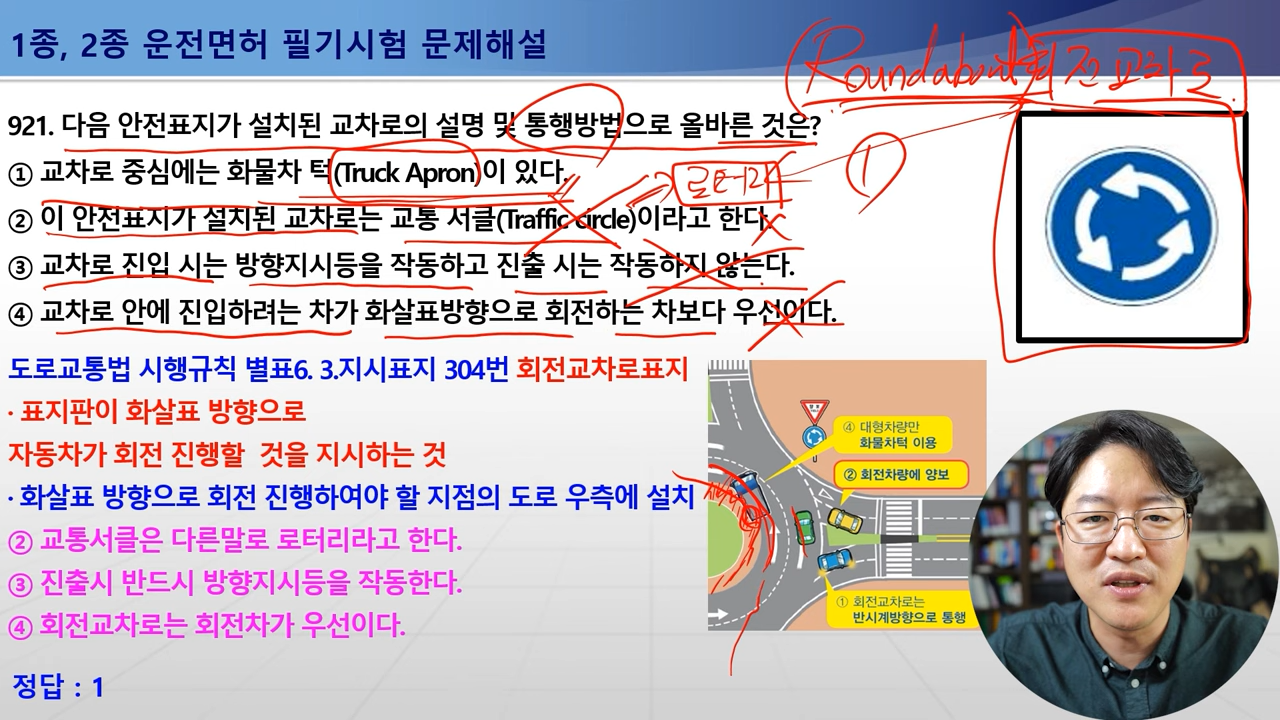 1종, 2종 운전면허 필기시험 문제해설
(Roundabout) 회전교차로
921. 다음 안전표지가 설치된 교차로의 설명 및 통행방법으로 올바른 것은?
① 교차로 중심에는 화물차 턱(Truck Apron)이 있다.
로터리
①
② 이 안전표지가 설치된 교차로는 교통 서클(Traffic circle)이라고 한다.
③ 교차로 진입 시는 방향지시등을 작동하고 진출 시는 작동하지 않는다.
④ 교차로 안에 진입하려는 차가 화살표방향으로 회전하는 차보다 우선이다.
도로교통법 시행규칙 별표6. 3.지시표지 304번 회전교차로표지
· 표지판이 화살표 방향으로
자동차가 회전 진행할 것을 지시하는 것
· 화살표 방향으로 회전 진행하여야 할 지점의 도로 우측에 설치
② 교통서클은 다른말로 로터리라고 한다.
③ 진출시 반드시 방향지시등을 작동한다.
④ 회전교차로는 회전차가 우선이다.
정답 : 1
④ 대형차량만
화물차턱 이용
② 회전차량에 양보
① 회전교차로는
반시계방향으로 통행